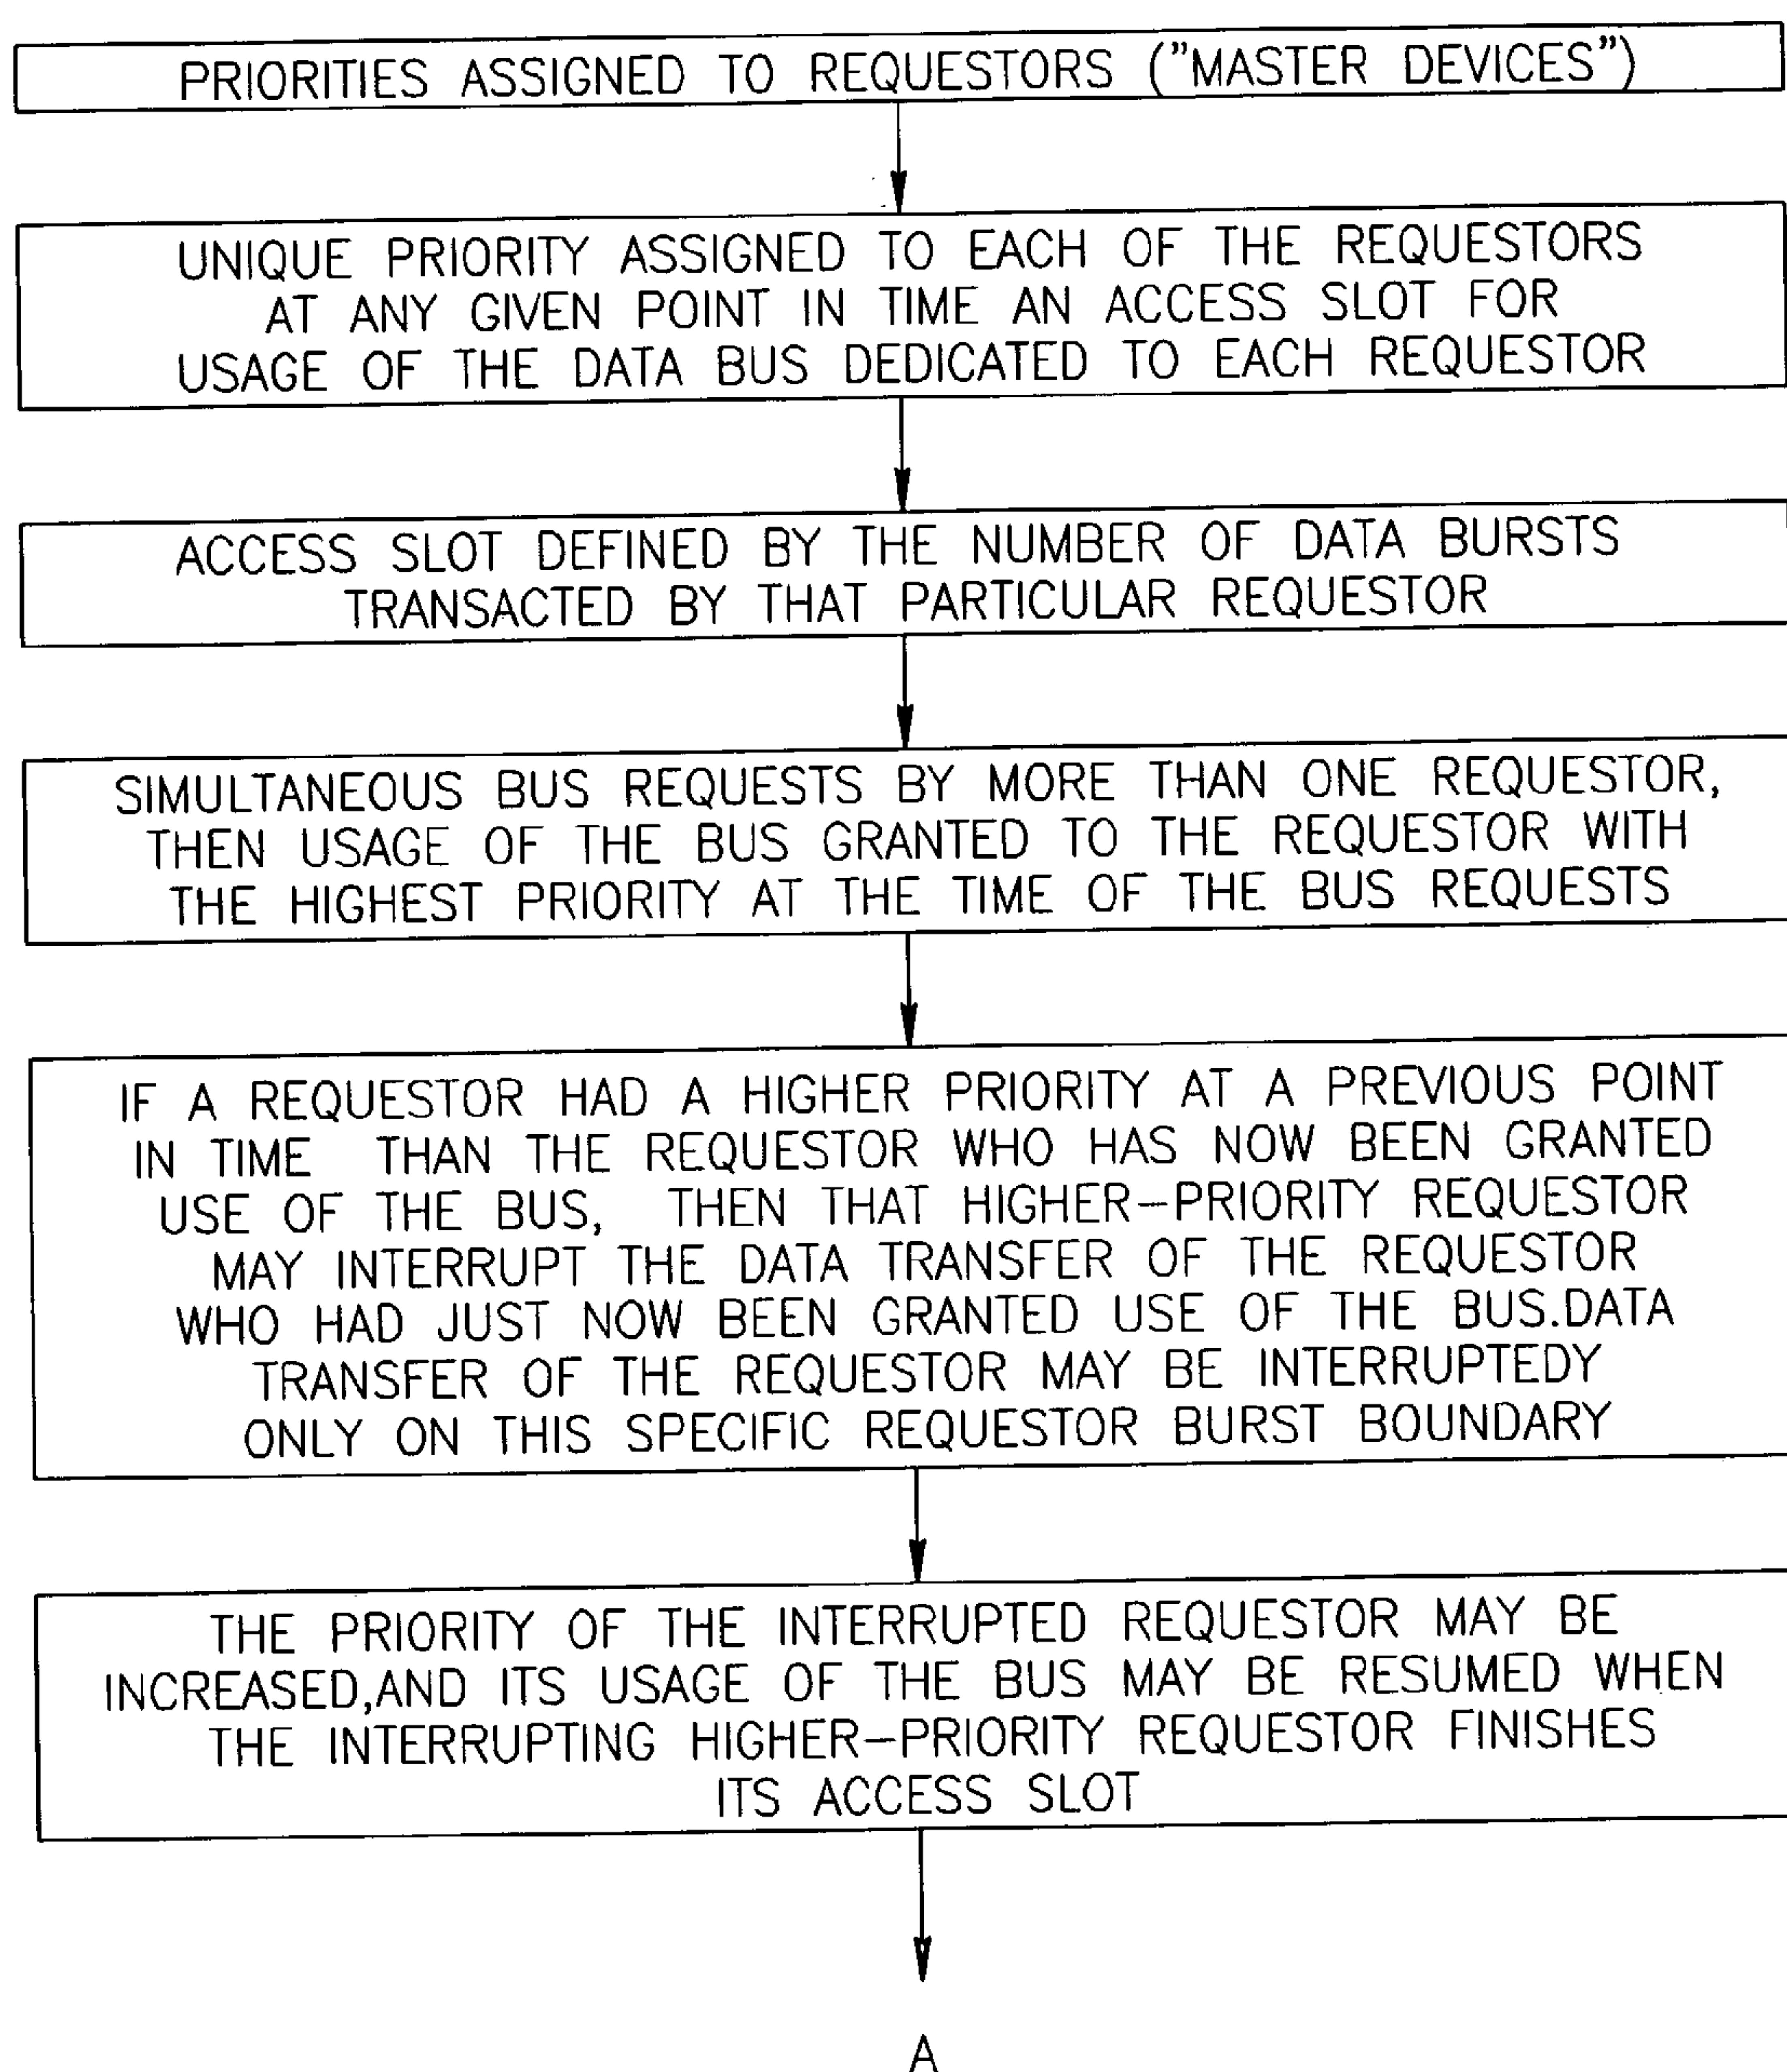 PRIORITIES ASSIGNED TO REQUESTORS ("MASTER DEVICES")
UNIQUE PRIORITY ASSIGNED TO EACH OF THE REQUESTORS
AT ANY GIVEN POINT IN TIME AN ACCESS SLOT FOR
USAGE OF THE DATA BUS DEDICATED TO EACH REQUESTOR
ACCESS SLOT DEFINED BY THE NUMBER OF DATA BURSTS
TRANSACTED BY THAT PARTICULAR REQUESTOR
SIMULTANEOUS BUS REQUESTS BY MORE THAN ONE REQUESTOR,
THEN USAGE OF THE BUS GRANTED TO THE REQUESTOR WITH
THE HIGHEST PRIORITY AT THE TIME OF THE BUS REQUESTS
IF A REQUESTOR HAD A HIGHER PRIORITY AT A PREVIOUS POINT
IN TIME THAN THE REQUESTOR WHO HAS NOW BEEN GRANTED
USE OF THE BUS, THEN THAT HIGHER-PRIORITY REQUESTOR
MAY INTERRUPT THE DATA TRANSFER OF THE REQUESTOR
WHO HAD JUST NOW BEEN GRANTED USE OF THE BUS.DATA
TRANSFER OF THE REQUESTOR MAY BE INTERRUPTEDY
ONLY ON THIS SPECIFIC REQUESTOR BURST BOUNDARY
THE PRIORITY OF THE INTERRUPTED REQUESTOR MAY BE
INCREASED,AND ITS USAGE OF THE BUS MAY BE RESUMED WHEN
THE INTERRUPTING HIGHER-PRIORITY REQUESTOR FINISHES
ITS ACCESS SLOT
A